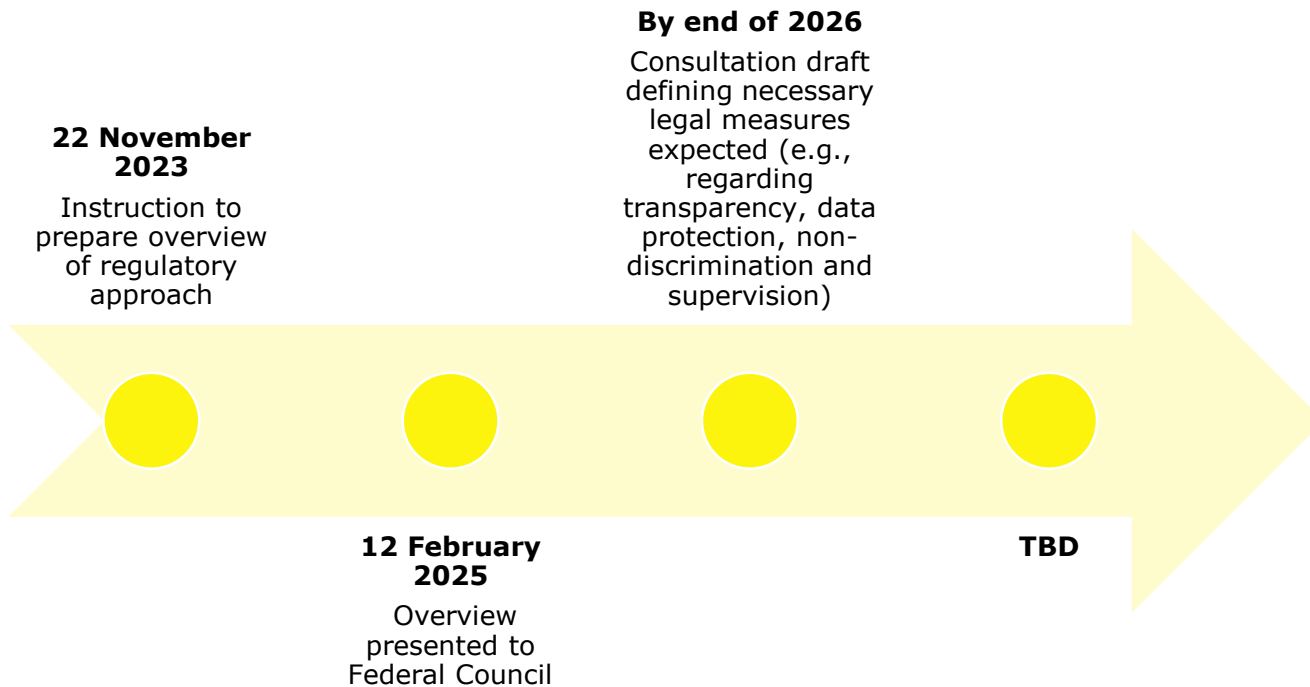 22 November
2023
Instruction to
prepare overview
of regulatory
approach
12 February
2025
Overview
presented to
Federal Council
By end of 2026
Consultation draft
defining necessary
legal measures
expected (e.g.,
regarding
transparency, data
protection, non-
discrimination and
supervision)
TBD